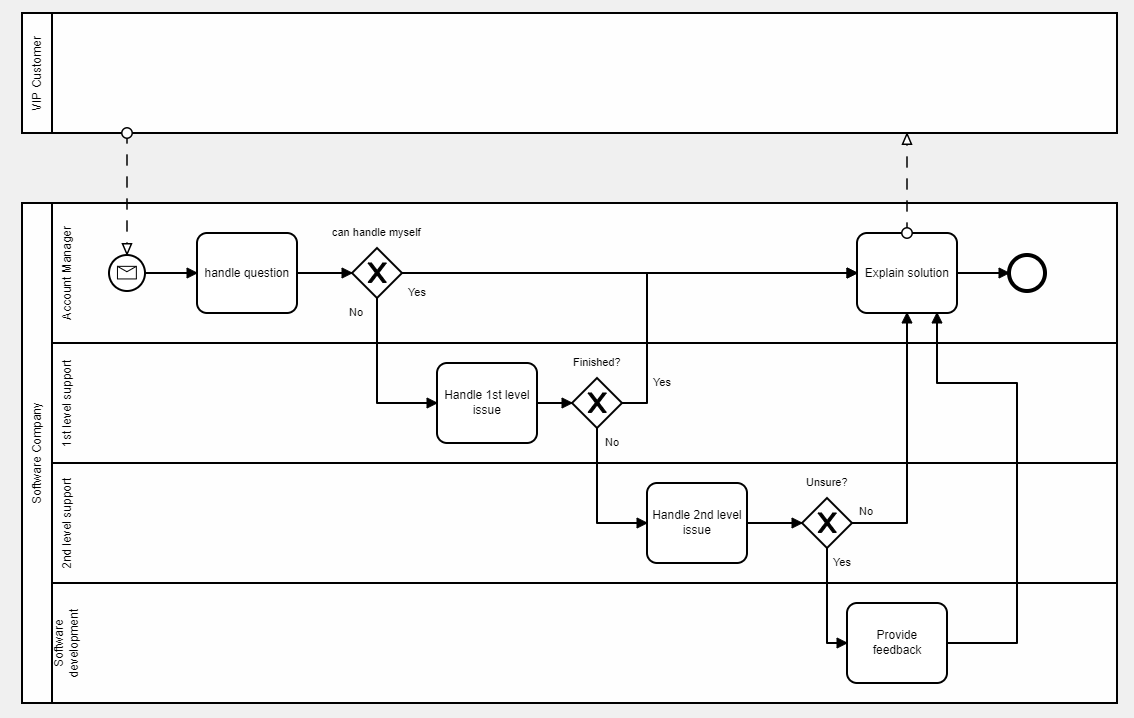 VIP Customer
Software Company
Account Manager
can handle myself
handle question
Yes
No
Explain solution
1st level support
Finished?
Handle 1st level
issue
Yes
No
2nd level support
Unsure?
Handle 2nd level
issue
No
Yes
Software
development
Provide
feedback